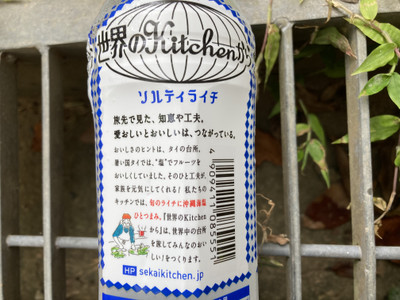 世界のKitchenから
ソルティライチ
旅先で見た、知恵や工夫。
愛おしいとおいしいは、つながっている。
おいしさのヒントは、タイの台所。
暑い国タイでは、“塩”でフルーツを
おいしくしていました。そのひと工夫が、
家族を元気にしてくれる! 私たちの
キッチンでは、旬のライチに沖縄海塩
ひとつまみ。『世界のKitchen
から』は、世界中の台所
を旅してみんなのおい
しい!をつくります。
HP sekaikitchen.jp
4909411085551